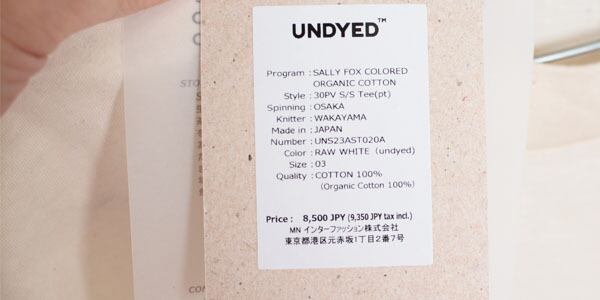 UNDYED™
Program : SALLY FOX COLORED
ORGANIC COTTON
Style : 30PV S/S Tee(pt)
Spinning : OSAKA
Knitter : WAKAYAMA
Made in : JAPAN
Number : UNS23AST020A
Color : RAW WHITE (undyed)
Size : 03
Quality : COTTON 100%
(Organic Cotton 100%)
Price : 8,500 JPY (9,350 JPY tax incl.)
MN インターファッション株式会社
東京都港区元赤坂1丁目2番7号